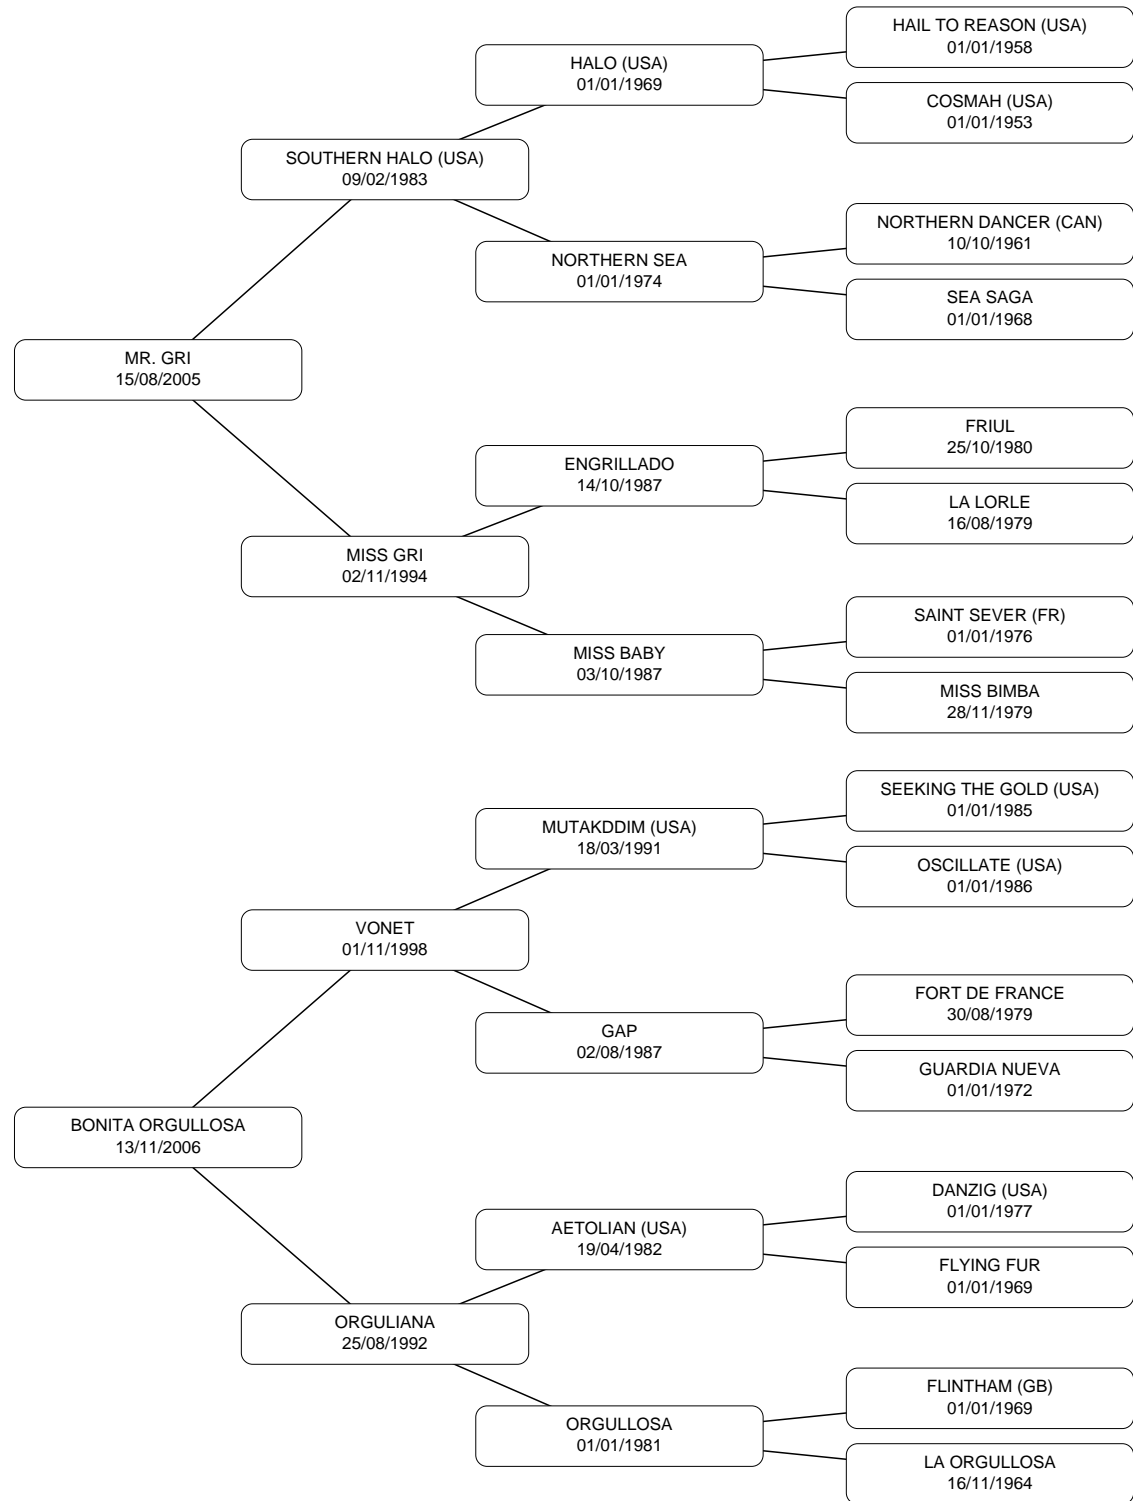 HAIL TO REASON (USA)
01/01/1958
HALO (USA)
01/01/1969
COSMAH (USA)
01/01/1953
SOUTHERN HALO (USA)
09/02/1983
NORTHERN DANCER (CAN)
10/10/1961
NORTHERN SEA
01/01/1974
SEA SAGA
01/01/1968
MR. GRI
15/08/2005
FRIUL
25/10/1980
ENGRILLADO
14/10/1987
LA LORLE
16/08/1979
MISS GRI
02/11/1994
SAINT SEVER (FR)
01/01/1976
MISS BABY
03/10/1987
MISS BIMBA
28/11/1979
SEEKING THE GOLD (USA)
01/01/1985
MUTAKDDIM (USA)
18/03/1991
OSCILLATE (USA)
01/01/1986
VONET
01/11/1998
FORT DE FRANCE
30/08/1979
GAP
02/08/1987
GUARDIA NUEVA
01/01/1972
BONITA ORGULLOSA
13/11/2006
DANZIG (USA)
01/01/1977
AETOLIAN (USA)
19/04/1982
FLYING FUR
01/01/1969
ORGULIANA
25/08/1992
FLINTHAM (GB)
01/01/1969
ORGULLOSA
01/01/1981
LA ORGULLOSA
16/11/1964